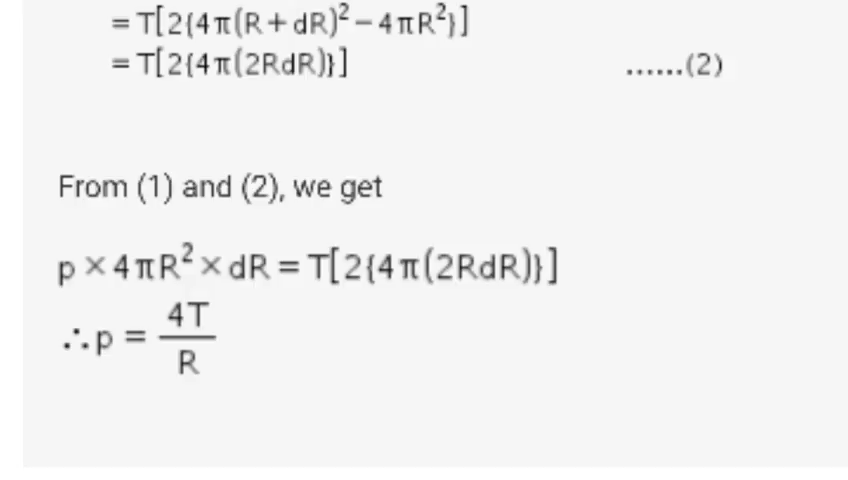 = T[2{4π(R + dR)² − 4πR²}]
= T[2{4π(2RdR)}] ......(2)
From (1) and (2), we get
p × 4πR² × dR = T[2{4π(2RdR)}]
∴ p = 4T
R